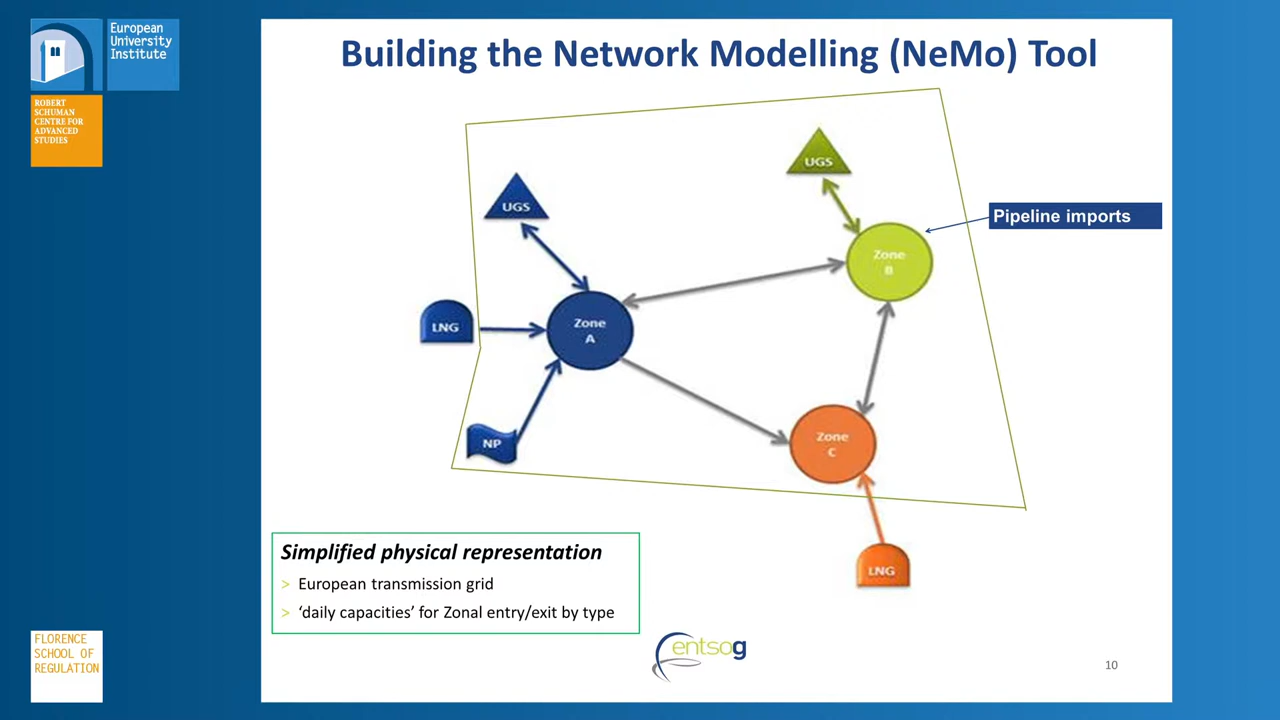 European
University
Institute
ROBERT
SCHUMAN
CENTRE FOR
ADVANCED
STUDIES
Building the Network Modelling (NeMo) Tool
UGS
UGS
Pipeline imports
Zone
B
LNG
Zone
A
NP
Zone
C
LNG
Simplified physical representation
> European transmission grid
> ‘daily capacities’ for Zonal entry/exit by type
FLORENCE
SCHOOL OF
REGULATION
entsog
10